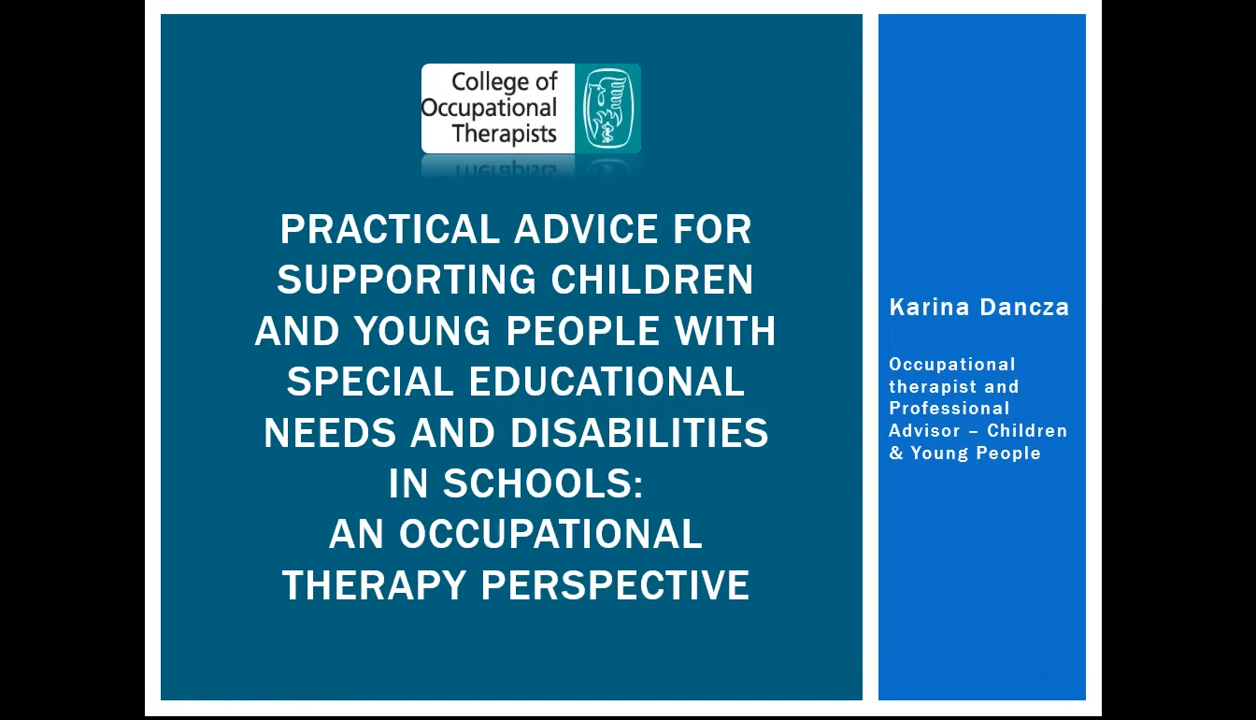 College of
Occupational
Therapists
PRACTICAL ADVICE FOR
SUPPORTING CHILDREN
AND YOUNG PEOPLE WITH
SPECIAL EDUCATIONAL
NEEDS AND DISABILITIES
IN SCHOOLS:
AN OCCUPATIONAL
THERAPY PERSPECTIVE
Karina Dancza
Occupational
therapist and
Professional
Advisor – Children
& Young People